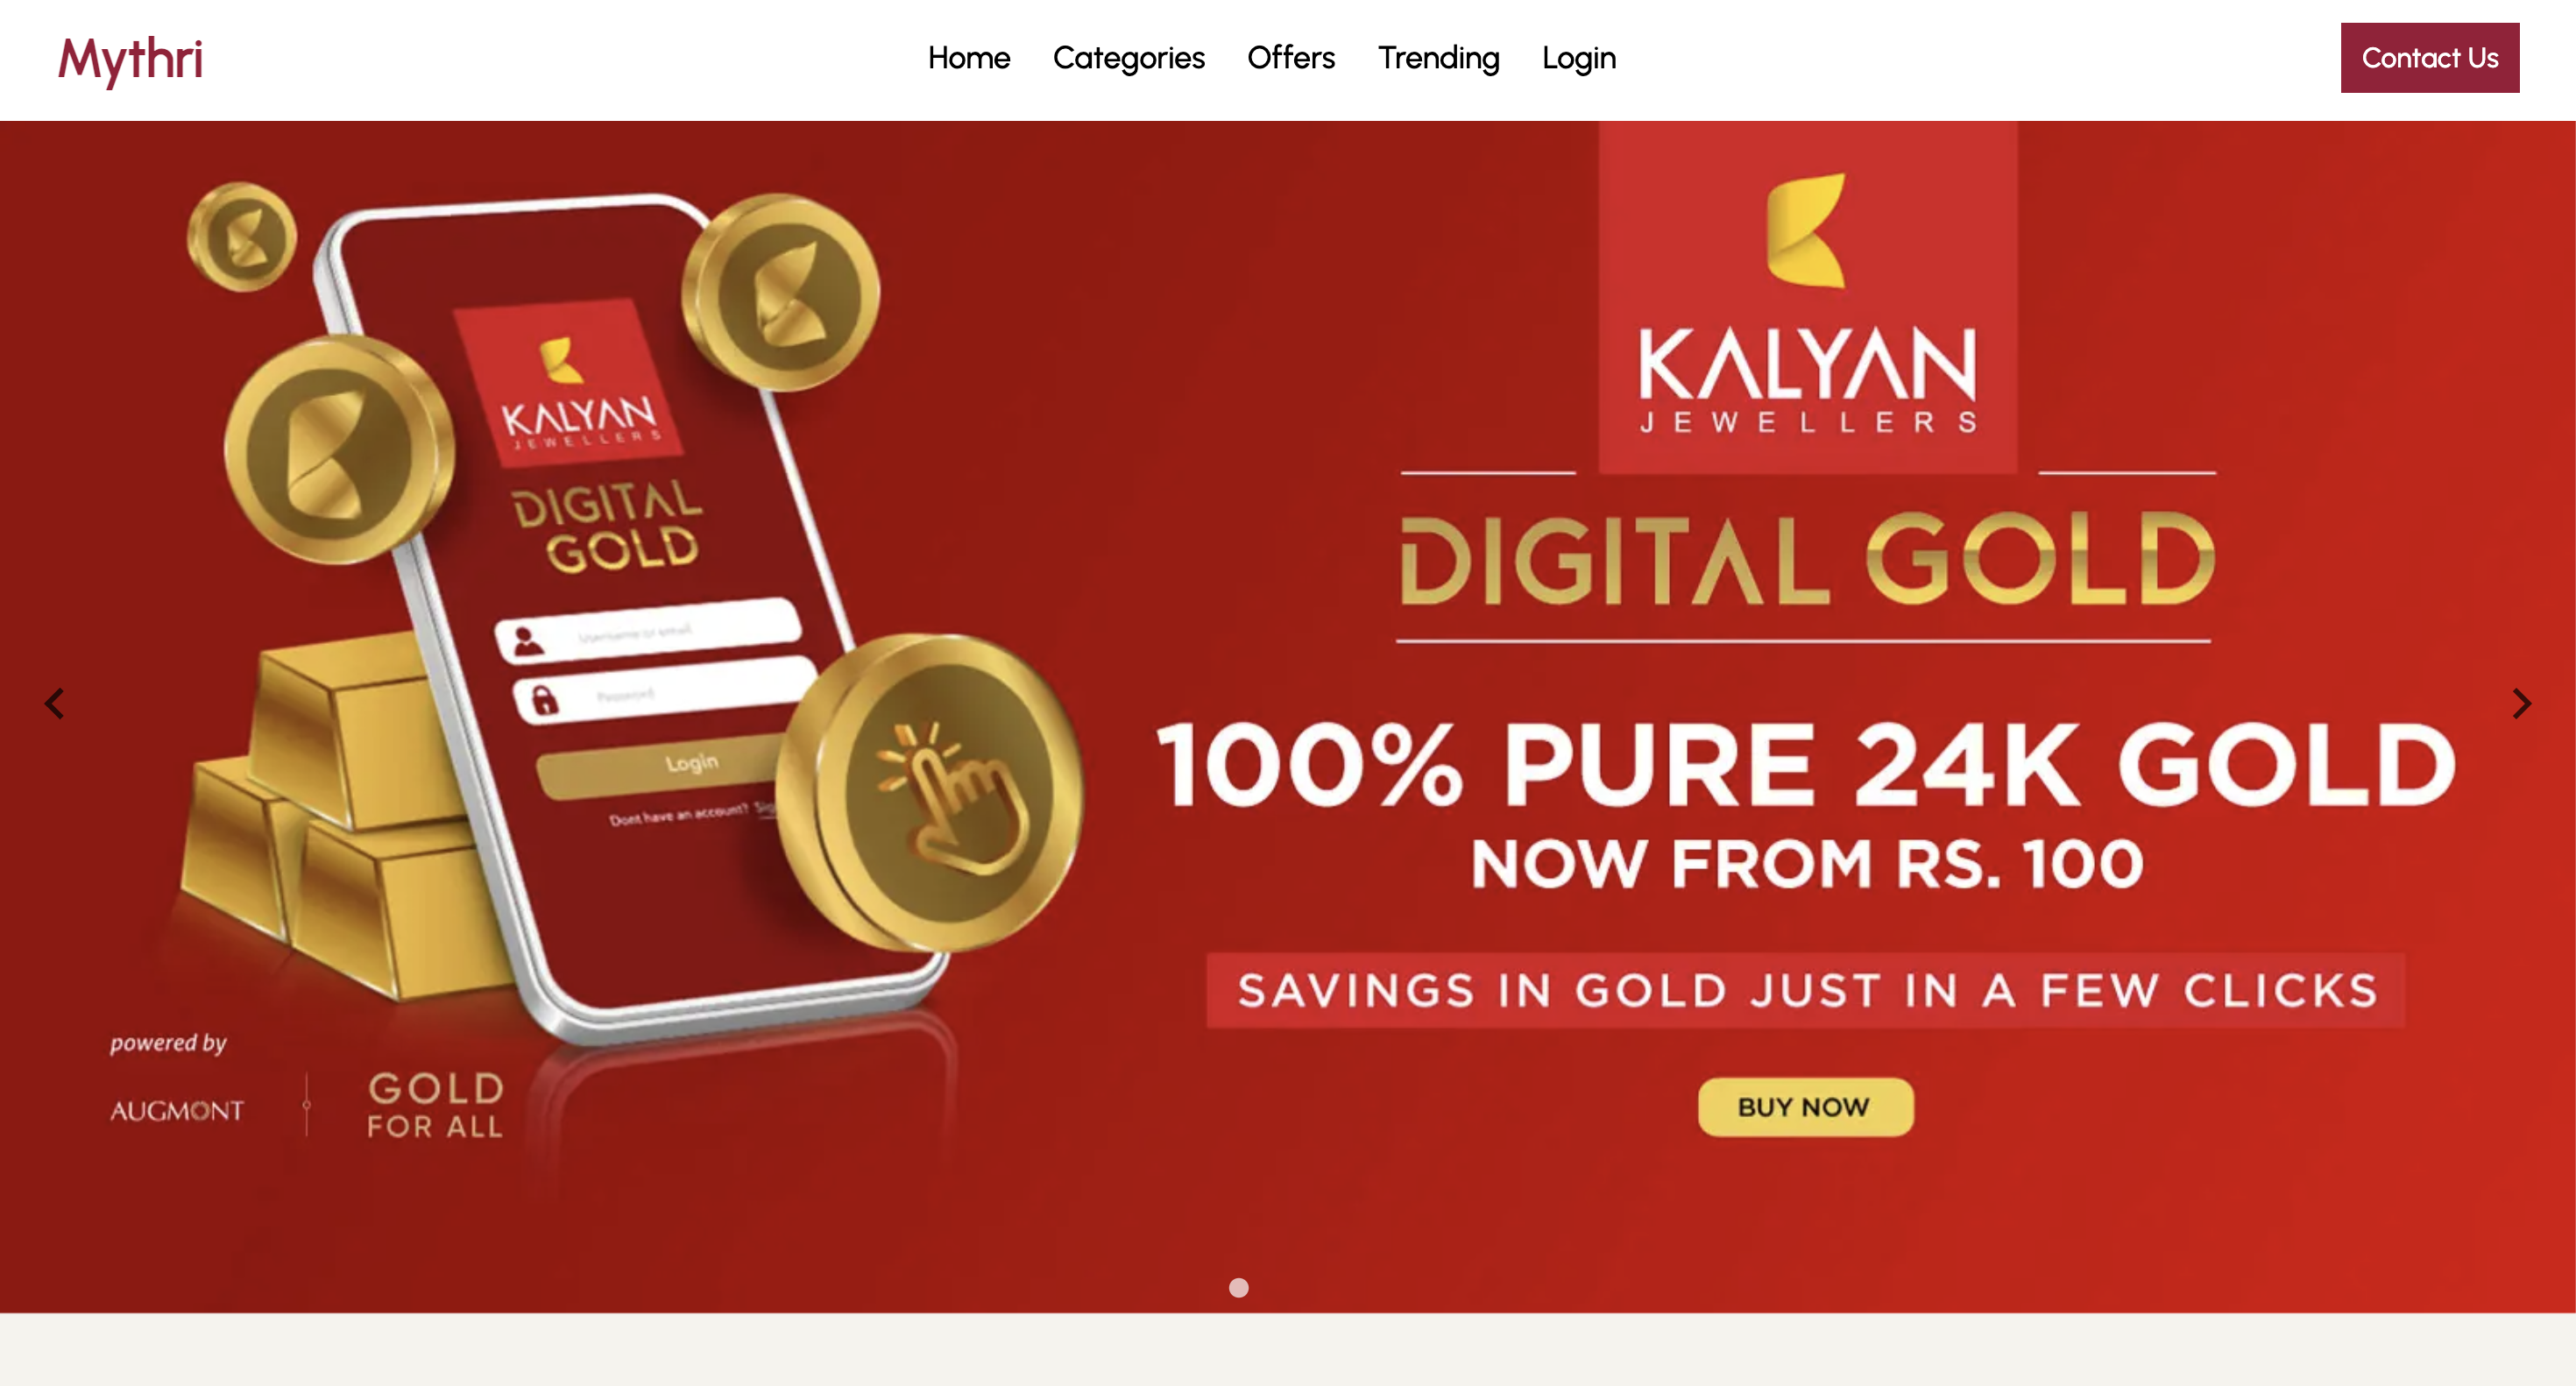 Mythri
Home Categories Offers Trending Login
Contact Us
KALYAN
JEWELLERS
DIGITAL
GOLD
Username or email
Password
Login
Dont have an account?
powered by
AUGMONT
GOLD
FOR ALL
KALYAN
JEWELLERS
DIGITAL GOLD
100% PURE 24K GOLD
NOW FROM RS. 100
SAVINGS IN GOLD JUST IN A FEW CLICKS
BUY NOW